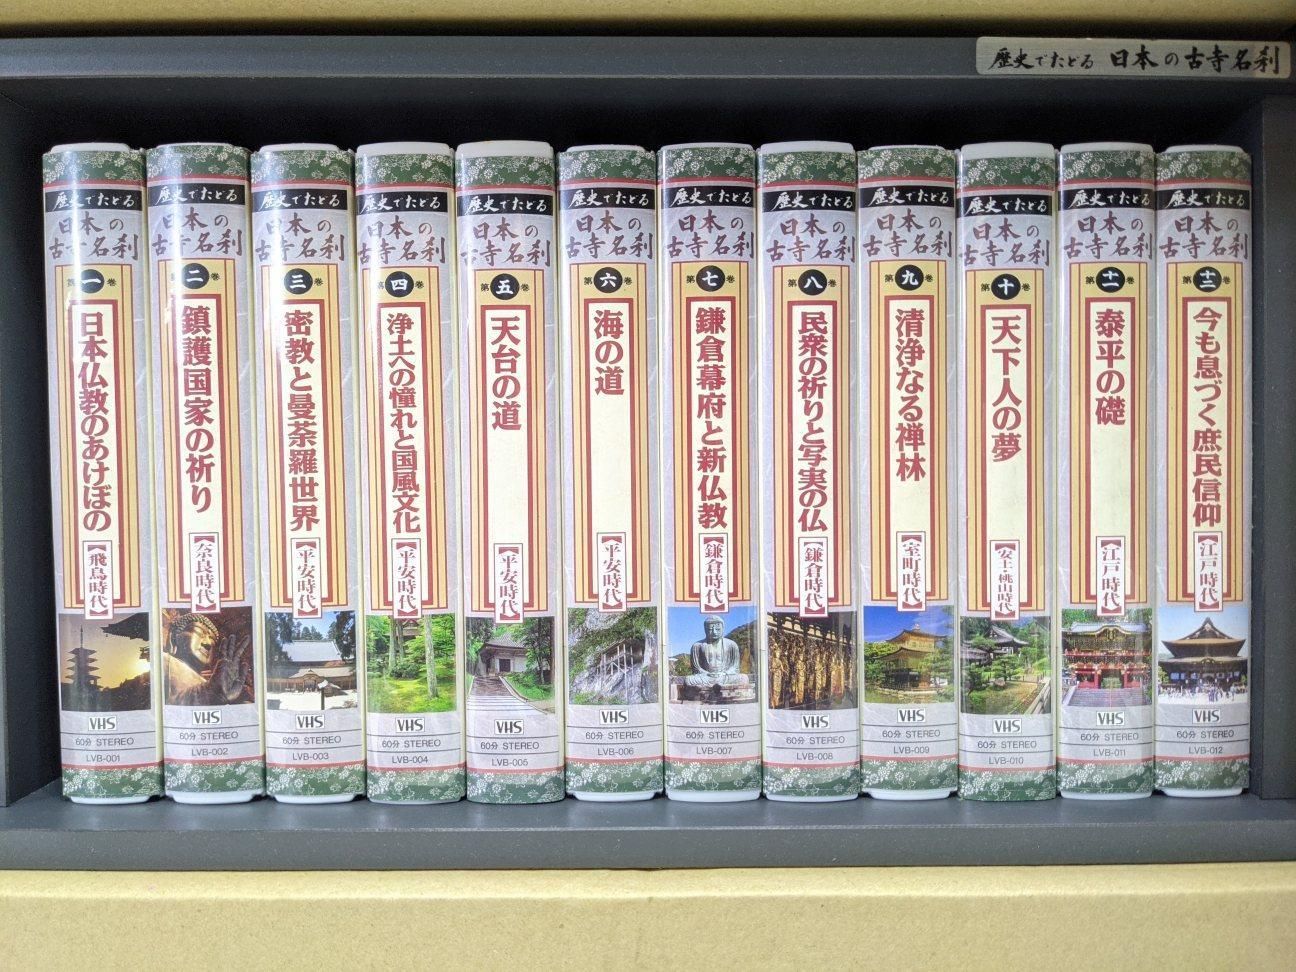 歴史でたどる 日本の古寺名刹
歴史でたどる
日本の
古寺名刹
第一巻
日本仏教のあけぼの
【飛鳥時代】
VHS
60分 STEREO
LVB-001
歴史でたどる
日本の
古寺名刹
第二巻
鎮護国家の祈り
【奈良時代】
VHS
60分 STEREO
LVB-002
歴史でたどる
日本の
古寺名刹
第三巻
密教と曼荼羅世界
【平安時代】
VHS
60分 STEREO
LVB-003
歴史でたどる
日本の
古寺名刹
第四巻
浄土への憧れと国風文化
【平安時代】
VHS
60分 STEREO
LVB-004
歴史でたどる
日本の
古寺名刹
第五巻
天台の道
【平安時代】
VHS
60分 STEREO
LVB-005
歴史でたどる
日本の
古寺名刹
第六巻
海の道
【平安時代】
VHS
60分 STEREO
LVB-006
歴史でたどる
日本の
古寺名刹
第七巻
鎌倉幕府と新仏教
【鎌倉時代】
VHS
60分 STEREO
LVB-007
歴史でたどる
日本の
古寺名刹
第八巻
民衆の祈りと写実の仏
【鎌倉時代】
VHS
60分 STEREO
LVB-008
歴史でたどる
日本の
古寺名刹
第九巻
清浄なる禅林
【室町時代】
VHS
60分 STEREO
LVB-009
歴史でたどる
日本の
古寺名刹
第十巻
天下人の夢
【安土・桃山時代】
VHS
60分 STEREO
LVB-010
歴史でたどる
日本の
古寺名刹
第十一巻
泰平の礎
【江戸時代】
VHS
60分 STEREO
LVB-011
歴史でたどる
日本の
古寺名刹
第十二巻
今も息づく庶民信仰
【江戸時代】
VHS
60分 STEREO
LVB-012